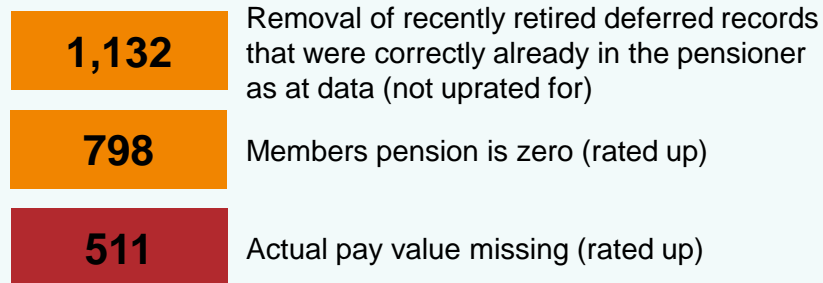 1,132
Removal of recently retired deferred records
that were correctly already in the pensioner
as at data (not uprated for)
798
Members pension is zero (rated up)
511
Actual pay value missing (rated up)